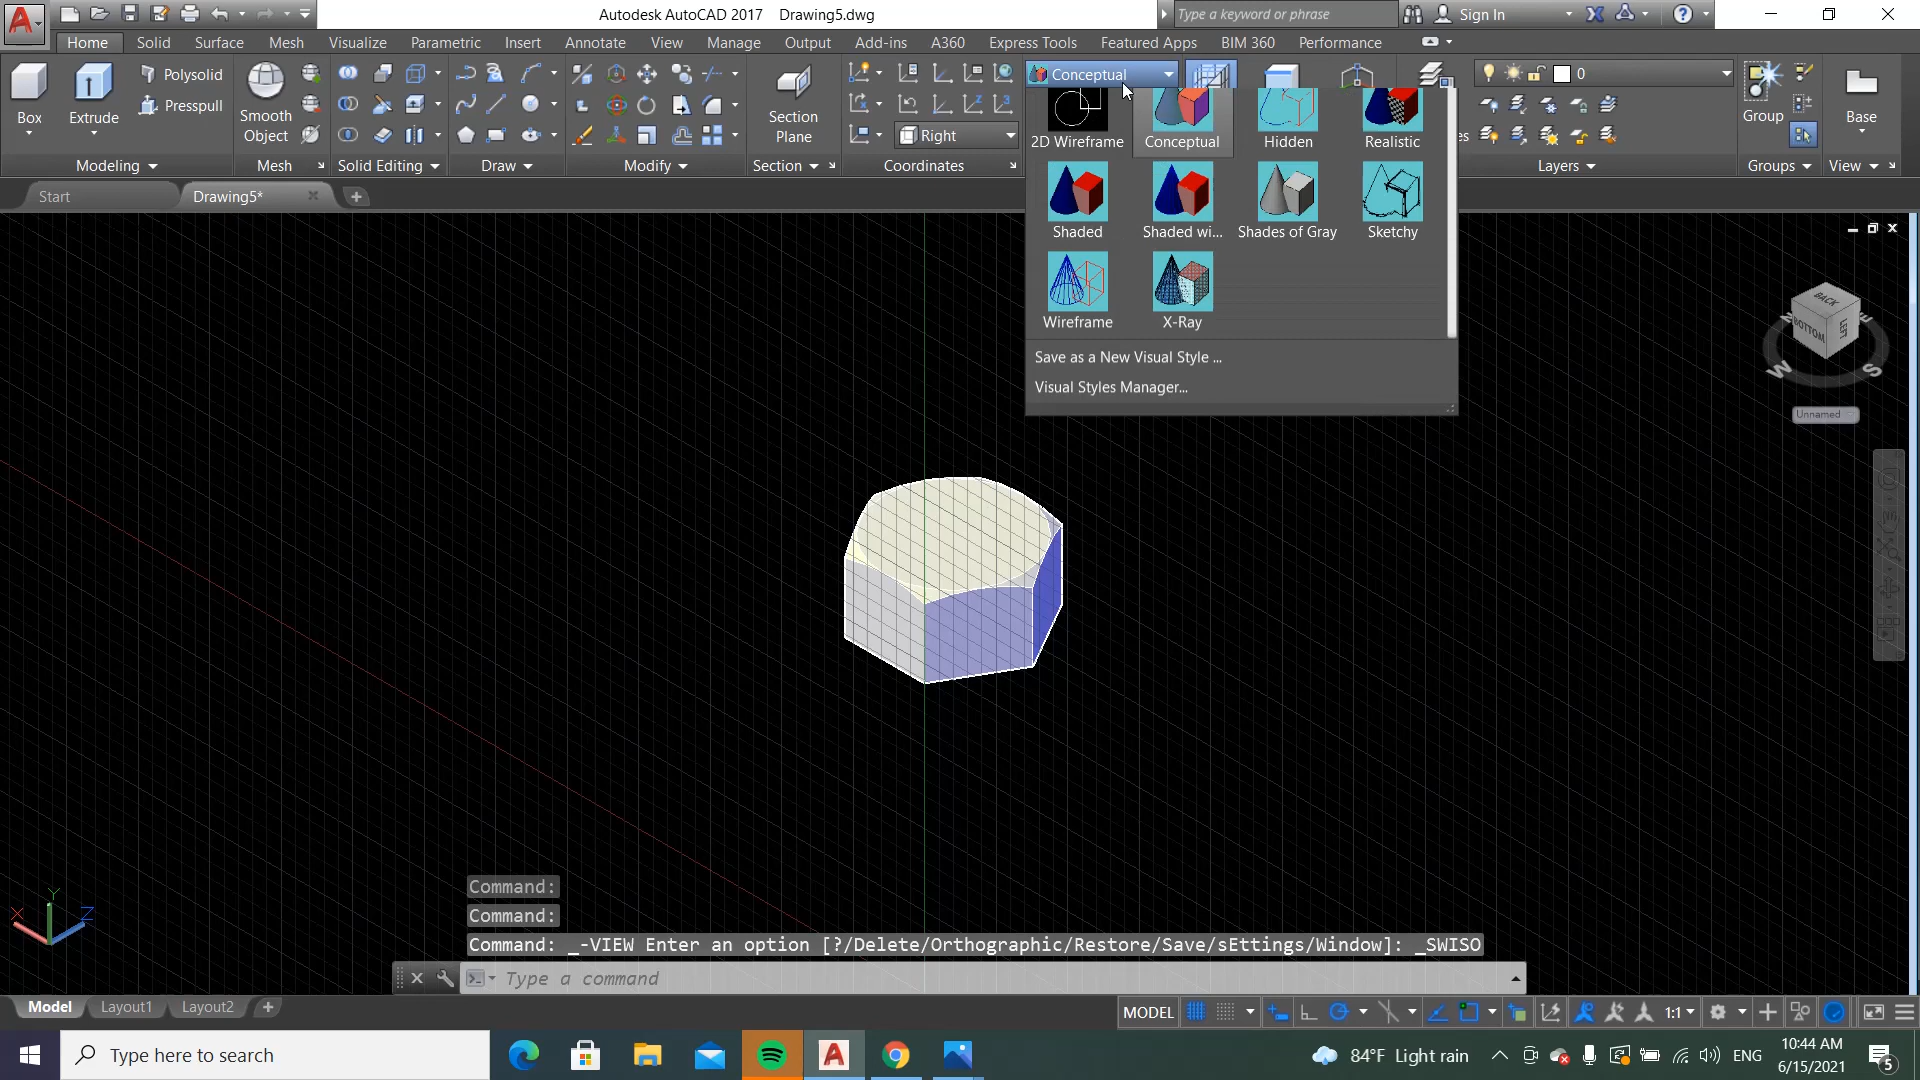 Autodesk AutoCAD 2017 Drawing5.dwg
Type a keyword or phrase
Sign In
Home Solid Surface Mesh Visualize Parametric Insert Annotate View Manage Output Add-ins A360 Express Tools Featured Apps BIM 360 Performance
Box
Extrude
Polysolid
Presspull
Smooth
Object
Section
Plane
Right
Conceptual
0
Group
Base
Modeling
Mesh
Solid Editing
Draw
Modify
Section
Coordinates
Layers
Groups
View
2D Wireframe Conceptual Hidden Realistic
Shaded Shaded wi... Shades of Gray Sketchy
Wireframe X-Ray
Save as a New Visual Style ...
Visual Styles Manager...
Start
Drawing5*
BACK
BOTTOM
LEFT
W
S
Unnamed
X
Y
Z
Command:
Command:
Command: _-VIEW Enter an option [?/Delete/Orthographic/Restore/Save/sEttings/Window]: _SWISO
Type a command
Model Layout1 Layout2
MODEL
1:1
Type here to search
84°F Light rain
ENG
10:44 AM
6/15/2021
5